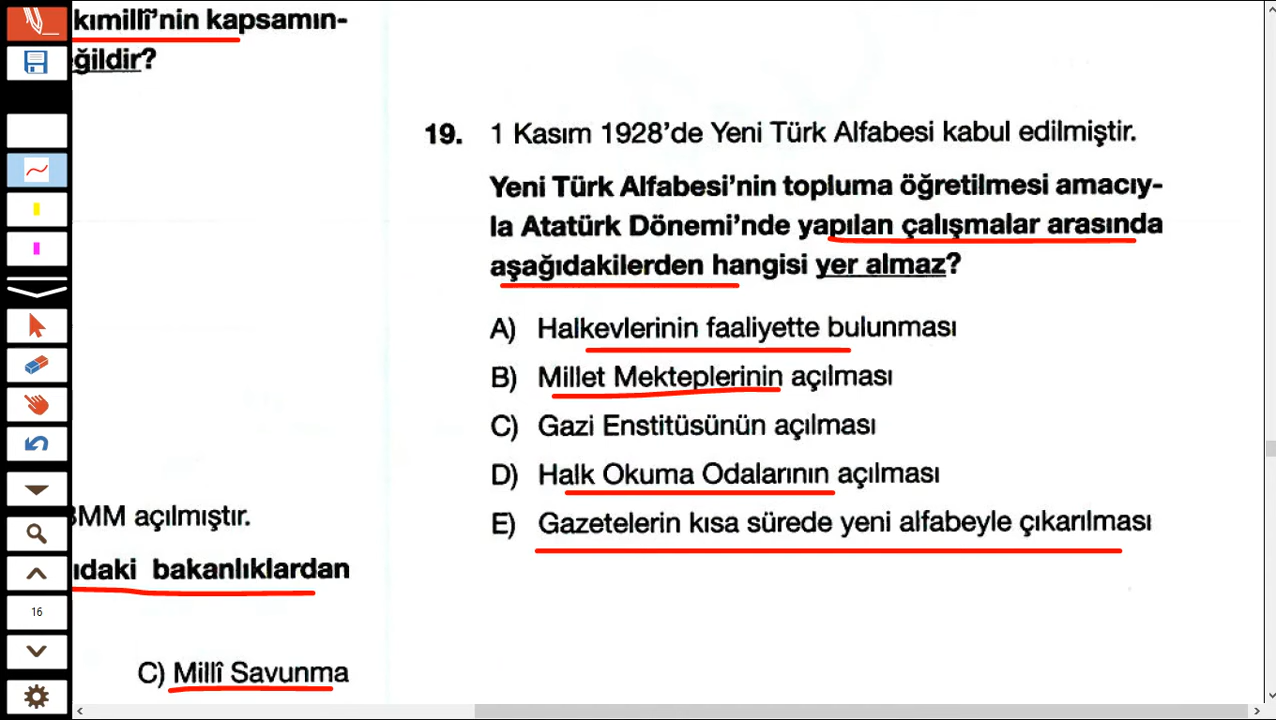 kımillî'nin kapsamın-
ğildir?
BMM açılmıştır.
ıdaki bakanlıklardan
C) Millî Savunma
19. 1 Kasım 1928'de Yeni Türk Alfabesi kabul edilmiştir.
Yeni Türk Alfabesi'nin topluma öğretilmesi amacıy-
la Atatürk Dönemi'nde yapılan çalışmalar arasında
aşağıdakilerden hangisi yer almaz?
A) Halkevlerinin faaliyette bulunması
B) Millet Mekteplerinin açılması
C) Gazi Enstitüsünün açılması
D) Halk Okuma Odalarının açılması
E) Gazetelerin kısa sürede yeni alfabeyle çıkarılması
16